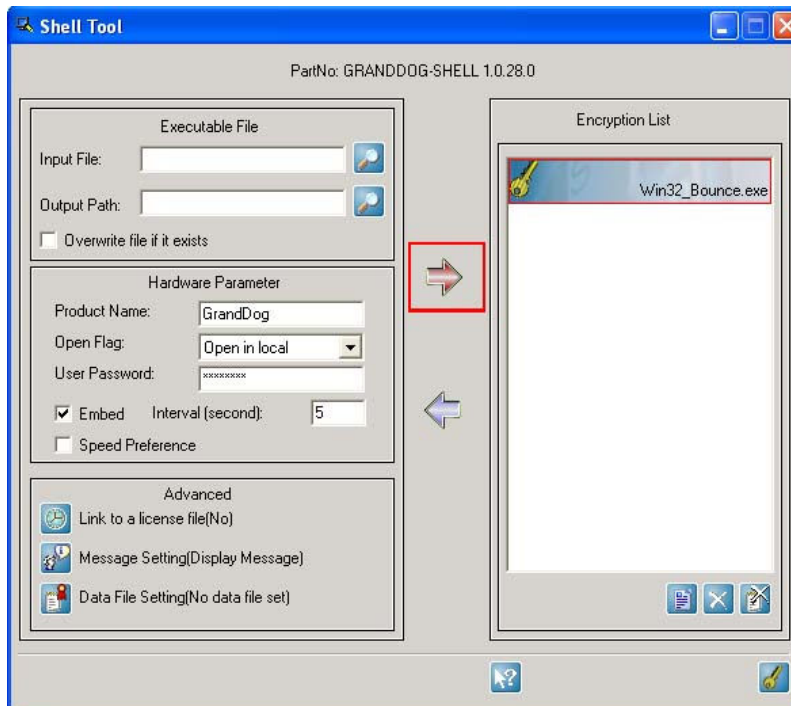 Shell Tool
PartNo: GRANDDOG-SHELL 1.0.28.0
Executable File
Input File:
Output Path:
Overwrite file if it exists
Hardware Parameter
Product Name: GrandDog
Open Flag: Open in local
User Password: ********
Embed Interval (second): 5
Speed Preference
Advanced
Link to a license file(No)
Message Setting(Display Message)
Data File Setting(No data file set)
Encryption List
Win32_Bounce.exe